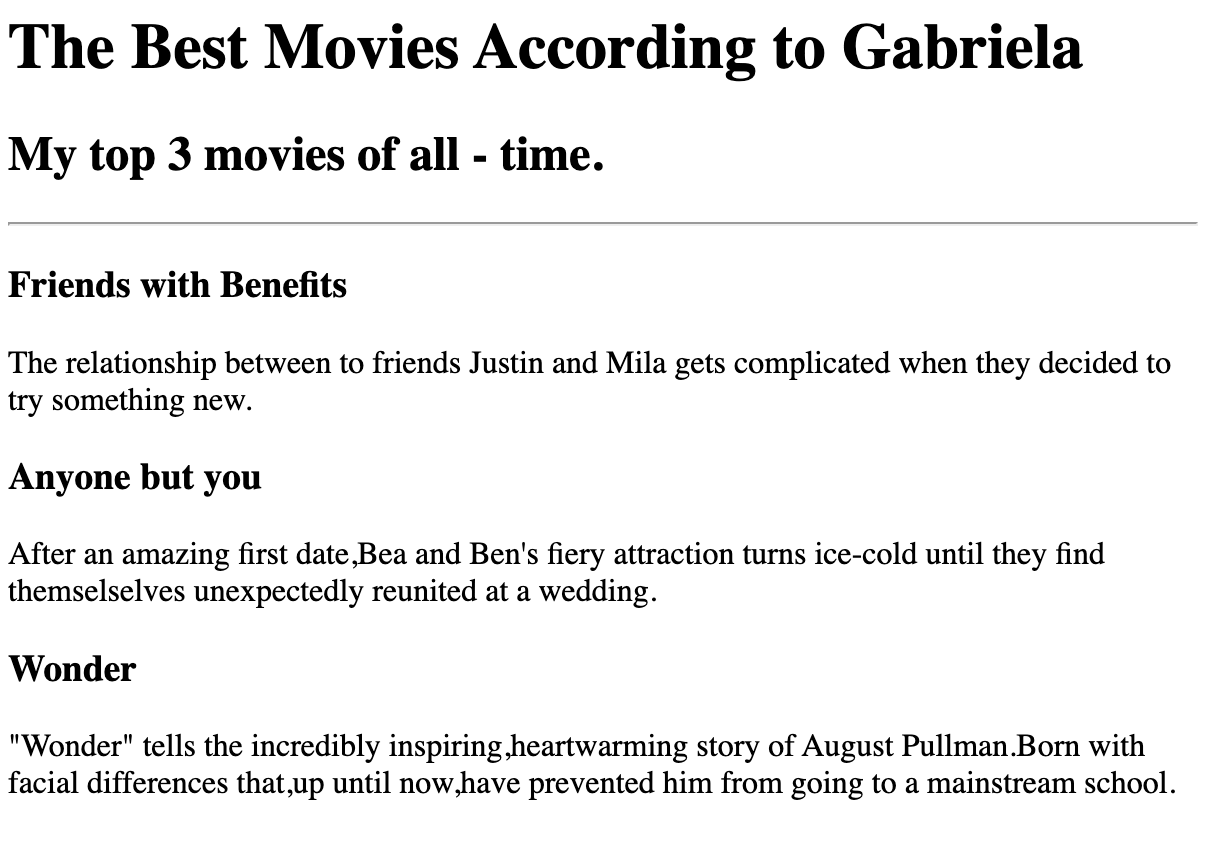 The Best Movies According to Gabriela
My top 3 movies of all - time.
Friends with Benefits
The relationship between to friends Justin and Mila gets complicated when they decided to
try something new.
Anyone but you
After an amazing first date,Bea and Ben's fiery attraction turns ice-cold until they find
themselselves unexpectedly reunited at a wedding.
Wonder
"Wonder" tells the incredibly inspiring,heartwarming story of August Pullman.Born with
facial differences that,up until now,have prevented him from going to a mainstream school.